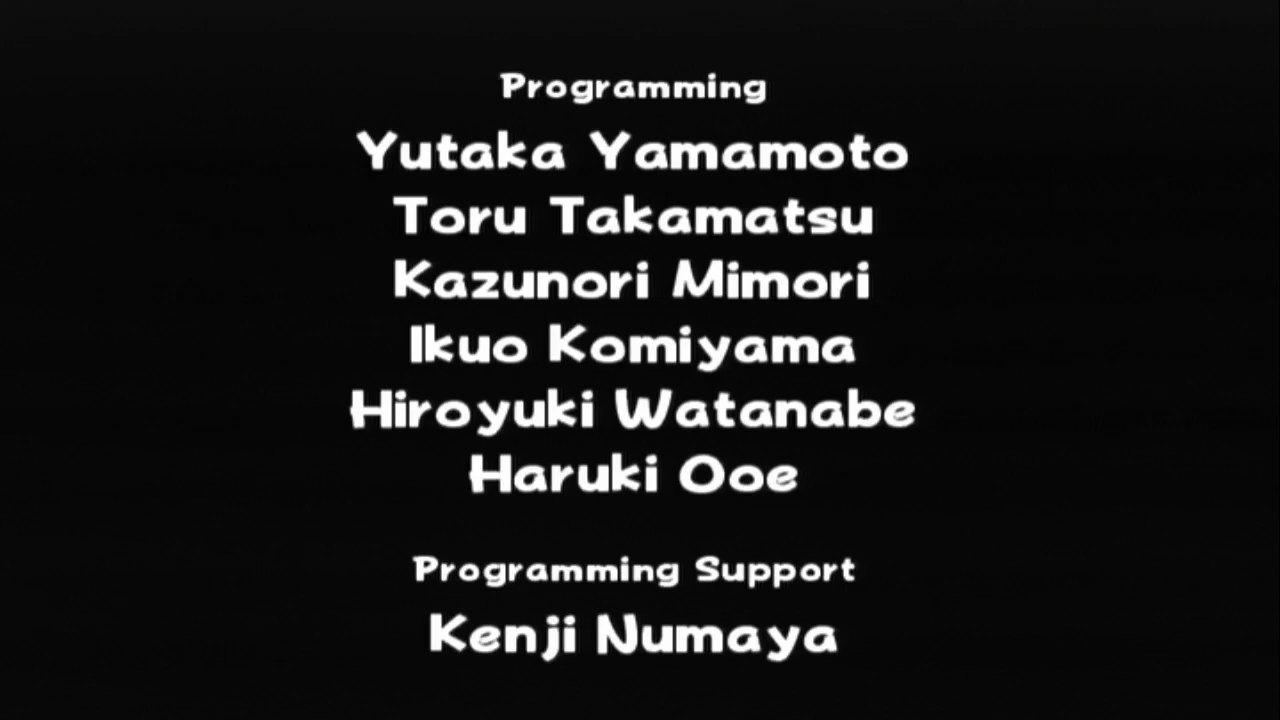 Programming
Yutaka Yamamoto
Toru Takamatsu
Kazunori Mimori
Ikuo Komiyama
Hiroyuki Watanabe
Haruki Ooe
Programming Support
Kenji Numaya